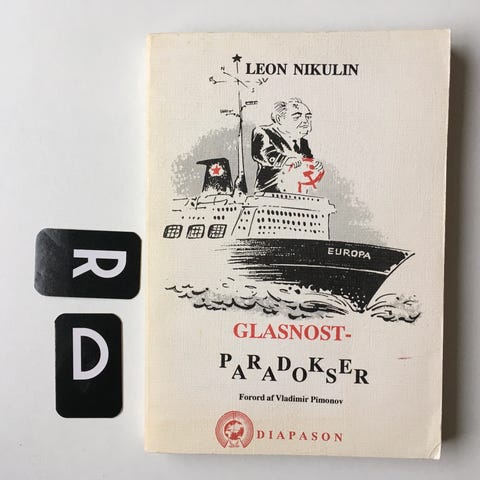 LEON NIKULIN
EUROPA
GLASNOST-
PARADOKSER
Forord af Vladimir Pimonov
DIAPASON
R
D